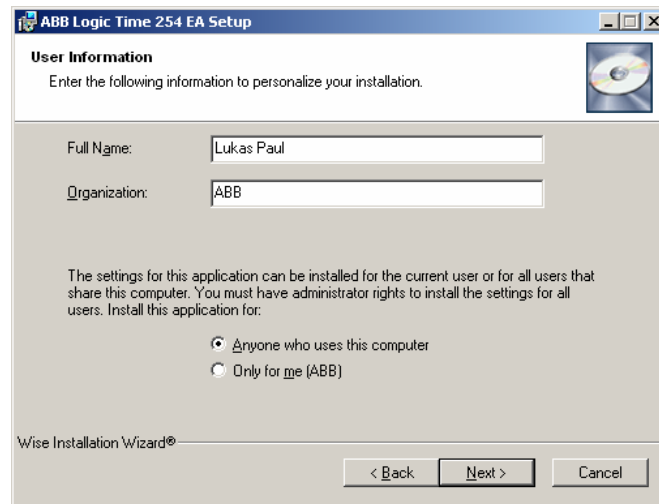 ABB Logic Time 254 EA Setup
User Information
Enter the following information to personalize your installation.
Full Name:
Lukas Paul
Organization:
ABB
The settings for this application can be installed for the current user or for all users that
share this computer. You must have administrator rights to install the settings for all
users. Install this application for:
Anyone who uses this computer
Only for me (ABB)
Wise Installation Wizard®
< Back
Next >
Cancel